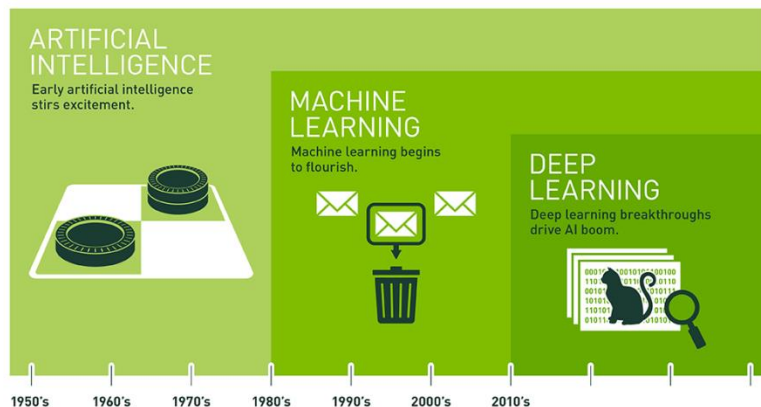 ARTIFICIAL
INTELLIGENCE
Early artificial intelligence
stirs excitement.
MACHINE
LEARNING
Machine learning begins
to flourish.
DEEP
LEARNING
Deep learning breakthroughs
drive AI boom.
1950's 1960's 1970's 1980's 1990's 2000's 2010's